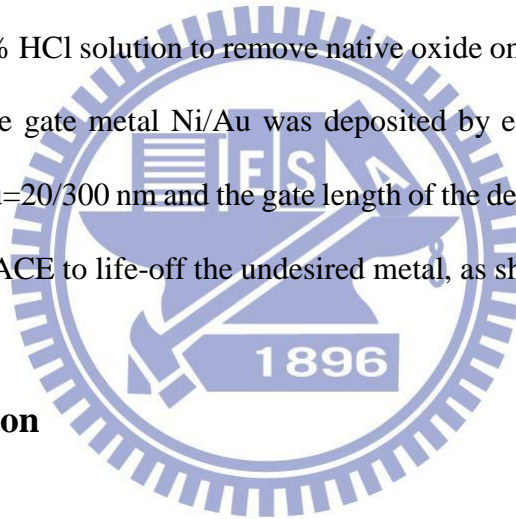 % HCl solution to remove native oxide on
e gate metal Ni/Au was deposited by e
=20/300 nm and the gate length of the de
ACE to life-off the undesired metal, as sh
ES A
1896
on